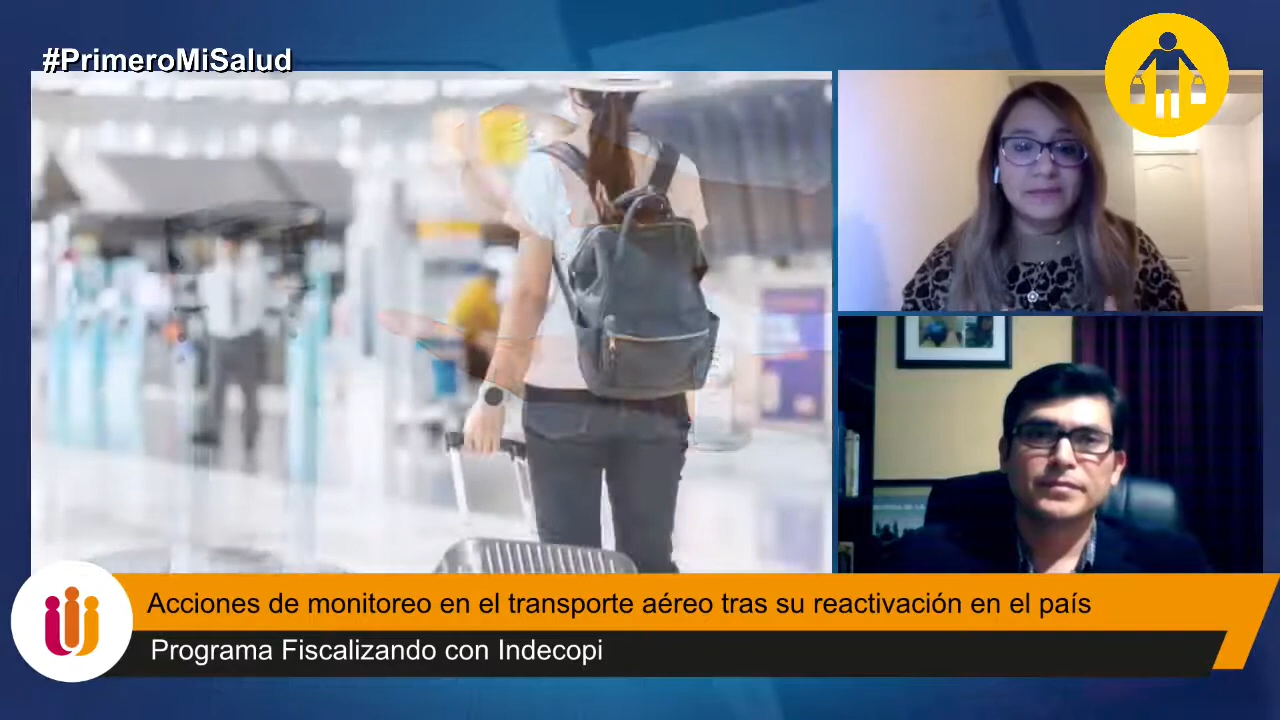 #PrimeroMiSalud
Acciones de monitoreo en el transporte aéreo tras su reactivación en el país
Programa Fiscalizando con Indecopi